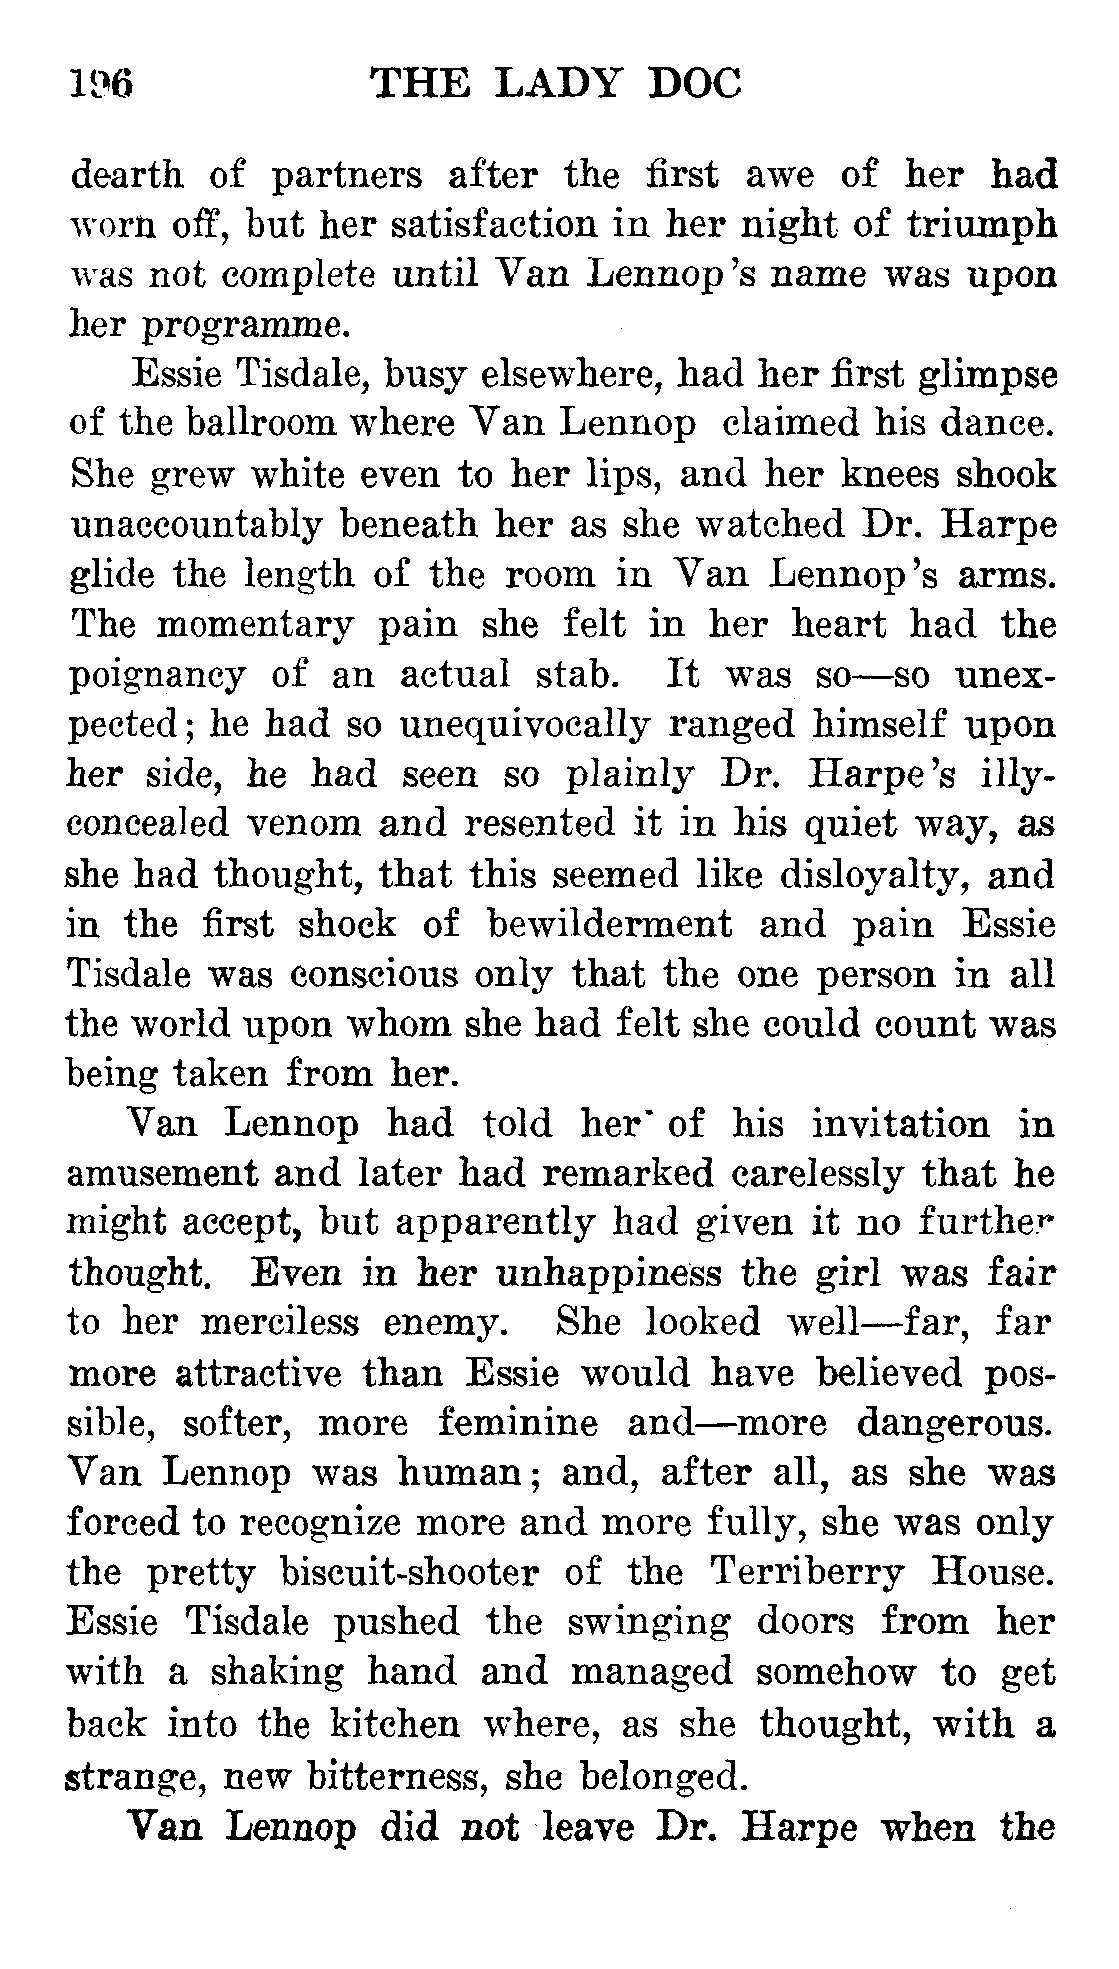 196 THE LADY DOC
dearth of partners after the first awe of her had
worn off, but her satisfaction in her night of triumph
was not complete until Van Lennop's name was upon
her programme.
Essie Tisdale, busy elsewhere, had her first glimpse
of the ballroom where Van Lennop claimed his dance.
She grew white even to her lips, and her knees shook
unaccountably beneath her as she watched Dr. Harpe
glide the length of the room in Van Lennop's arms.
The momentary pain she felt in her heart had the
poignancy of an actual stab. It was so—so unex-
pected; he had so unequivocally ranged himself upon
her side, he had seen so plainly Dr. Harpe's illy-
concealed venom and resented it in his quiet way, as
she had thought, that this seemed like disloyalty, and
in the first shock of bewilderment and pain Essie
Tisdale was conscious only that the one person in all
the world upon whom she had felt she could count was
being taken from her.
Van Lennop had told her of his invitation in
amusement and later had remarked carelessly that he
might accept, but apparently had given it no further
thought. Even in her unhappiness the girl was fair
to her merciless enemy. She looked well—far, far
more attractive than Essie would have believed pos-
sible, softer, more feminine and—more dangerous.
Van Lennop was human; and, after all, as she was
forced to recognize more and more fully, she was only
the pretty biscuit-shooter of the Terriberry House.
Essie Tisdale pushed the swinging doors from her
with a shaking hand and managed somehow to get
back into the kitchen where, as she thought, with a
strange, new bitterness, she belonged.
Van Lennop did not leave Dr. Harpe when the